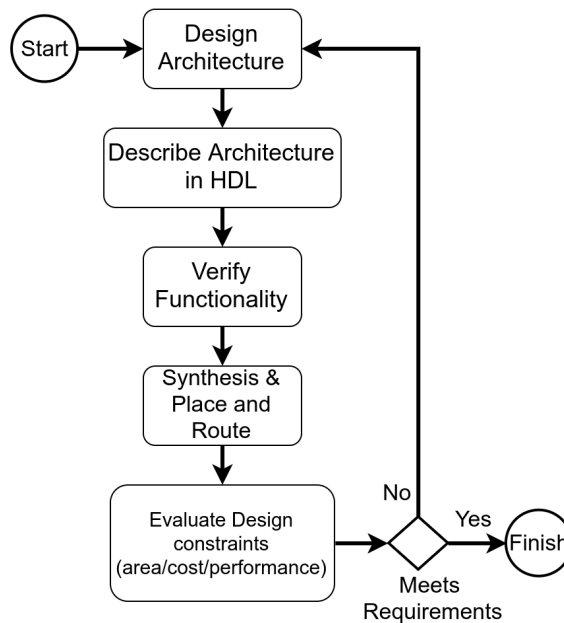 Start
Design
Architecture
Describe Architecture
in HDL
Verify
Functionality
Synthesis &
Place and
Route
Evaluate Design
constraints
(area/cost/performance)
No
Yes
Finish
Meets
Requirements